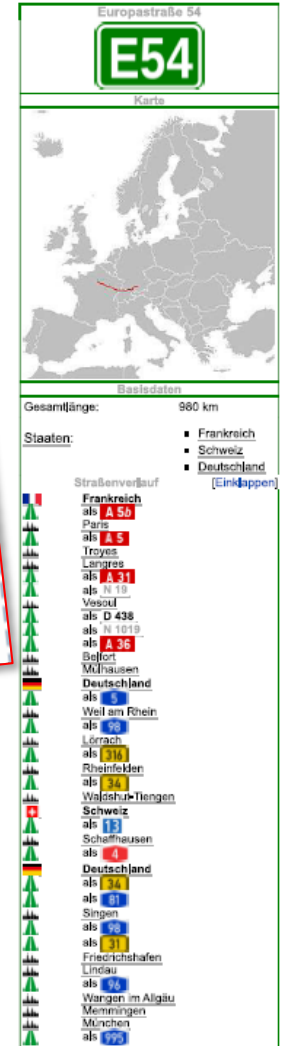 Europastraße 54
E54
Karte
Basisdaten
Gesamtlänge: 980 km
Staaten:
▪ Frankreich
▪ Schweiz
▪ Deutschland
Straßenverlauf [Einklappen]
Frankreich
als A 5b
Paris
als A 5
Troyes
Langres
als A 31
als N 19
Vesoul
als D 438
als N 1019
als A 36
Belfort
Mülhausen
Deutschland
als 5
Weil am Rhein
als 98
Lörrach
als 316
Rheinfelden
als 34
Waldshut-Tiengen
Schweiz
als 13
Schaffhausen
als 4
Deutschland
als 34
als 81
Singen
als 98
als 31
Friedrichshafen
Lindau
als 96
Wangen im Allgäu
Memmingen
München
als 995